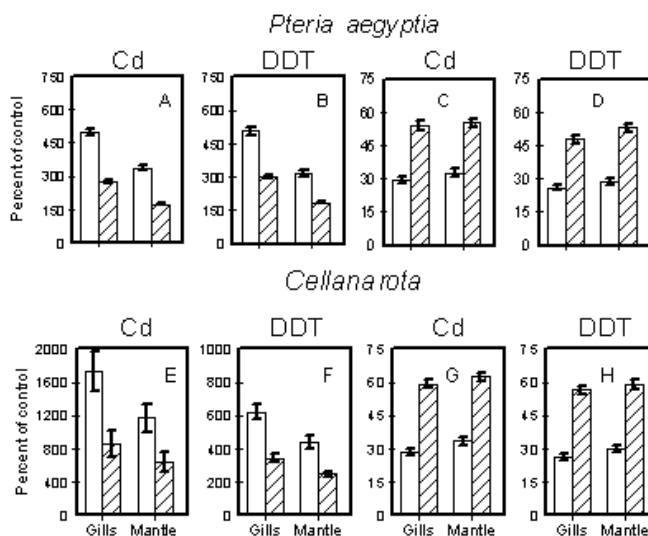 Pteria aegyptia
Cd DDT Cd DDT
Percent of control
750 600 450 300 150 0
A
750 600 450 300 150 0
B
75 60 45 30 15 0
C
75 60 45 30 15 0
D
Cellana rota
Cd DDT Cd DDT
Percent of control
2000 1600 1200 800 400 0
E
1000 800 600 400 200 0
F
75 60 45 30 15 0
G
75 60 45 30 15 0
H
Gills Mantle Gills Mantle Gills Mantle Gills Mantle